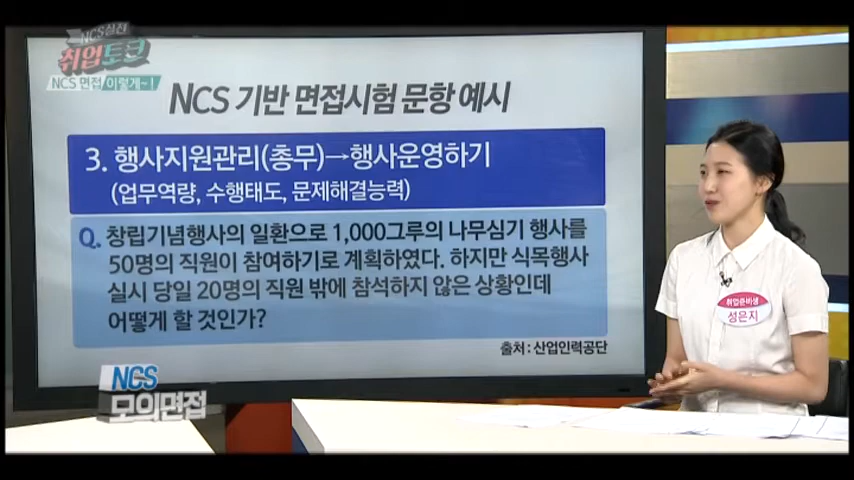 NCS실전
취업토크
NCS 면접 이렇게~!
NCS 기반 면접시험 문항 예시
3. 행사지원관리(총무)→행사운영하기
(업무역량, 수행태도, 문제해결능력)
Q. 창립기념행사의 일환으로 1,000그루의 나무심기 행사를
50명의 직원이 참여하기로 계획하였다. 하지만 식목행사
실시 당일 20명의 직원 밖에 참석하지 않은 상황인데
어떻게 할 것인가?
출처 : 산업인력공단
취업준비생
성은지
NCS
모의면접